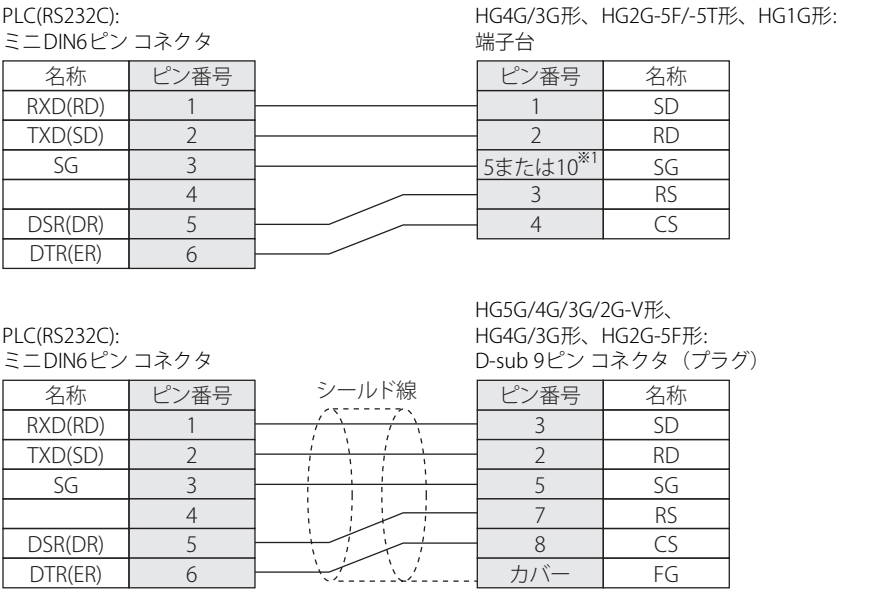 PLC(RS232C):
ミニDIN6ピン コネクタ
HG4G/3G形、HG2G-5F/-5T形、HG1G形:
端子台
名称 ピン番号 ピン番号 名称
RXD(RD) 1 1 SD
TXD(SD) 2 2 RD
SG 3 5または10※1 SG
4 3 RS
DSR(DR) 5 4 CS
DTR(ER) 6
PLC(RS232C):
ミニDIN6ピン コネクタ
HG5G/4G/3G/2G-V形、
HG4G/3G形、HG2G-5F形:
D-sub 9ピン コネクタ（プラグ）
名称 ピン番号 シールド線 ピン番号 名称
RXD(RD) 1 3 SD
TXD(SD) 2 2 RD
SG 3 5 SG
4 7 RS
DSR(DR) 5 8 CS
DTR(ER) 6 カバー FG